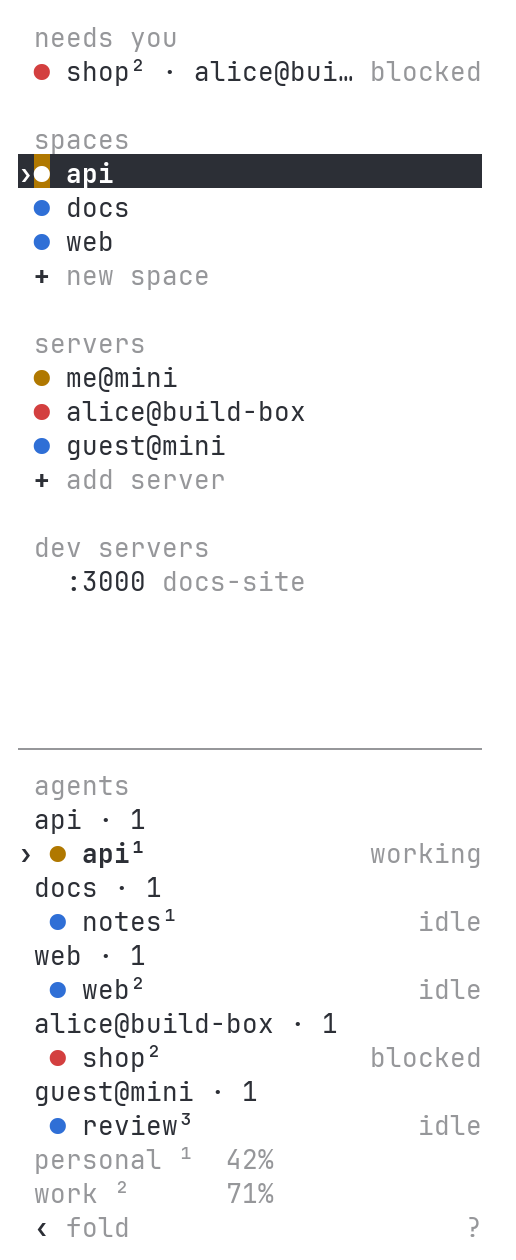 needs you
● shop² · alice@bui… blocked
spaces
›● api
● docs
● web
+ new space
servers
● me@mini
● alice@build-box
● guest@mini
+ add server
dev servers
:3000 docs-site
agents
api · 1
› ● api¹ working
docs · 1
● notes¹ idle
web · 1
● web² idle
alice@build-box · 1
● shop² blocked
guest@mini · 1
● review³ idle
personal ¹ 42%
work ² 71%
‹ fold ?